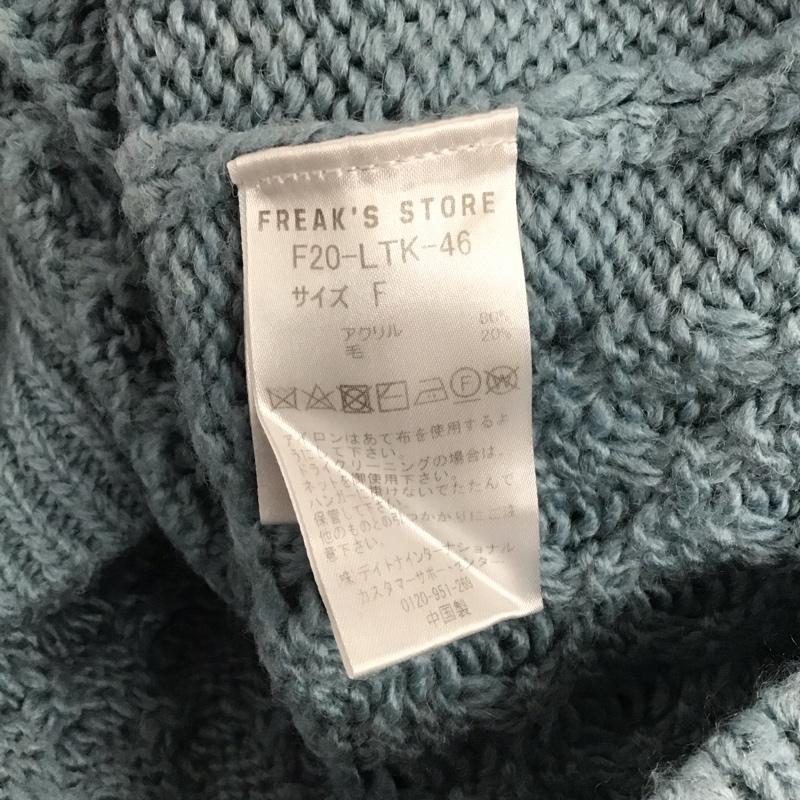 FREAK'S STORE
F20-LTK-46
サイズ F
アクリル 80%
毛 20%
F W
アイロンはあて布を使用するよ
うにして下さい。
ドライクリーニングの場合は、
ネットを御使用下さい。
ハンガーに掛けないでたたんで
保管して下さい。
他のものとの引っかかりにご注
意下さい。
㈱デイトナインターナショナル
カスタマーサポートセンター
0120-951-269
中国製